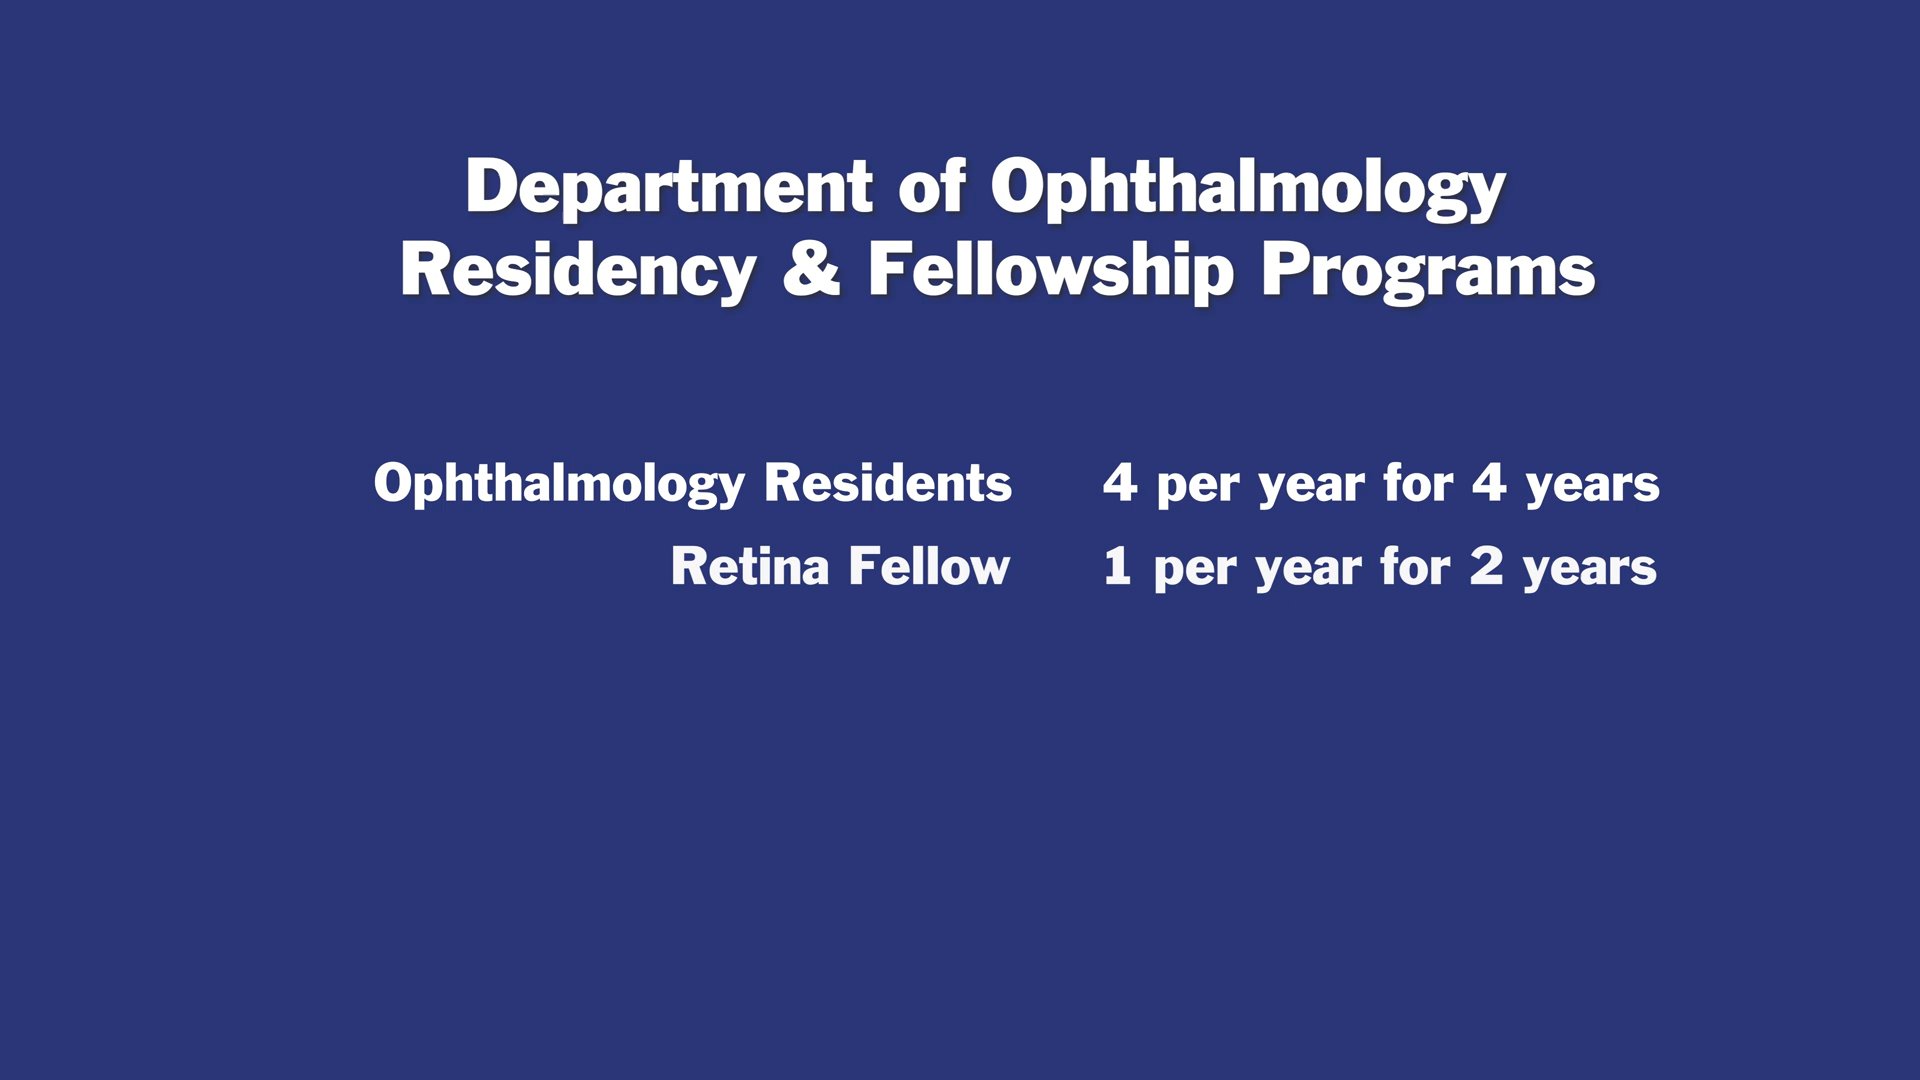 Department of Ophthalmology
Residency & Fellowship Programs
Ophthalmology Residents 4 per year for 4 years
Retina Fellow 1 per year for 2 years